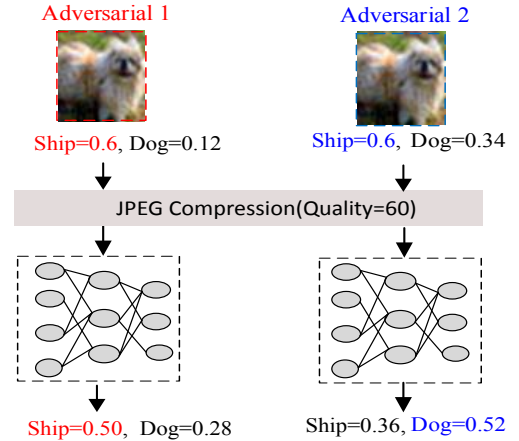 Adversarial 1
Adversarial 2
Ship=0.6, Dog=0.12
Ship=0.6, Dog=0.34
JPEG Compression(Quality=60)
Ship=0.50, Dog=0.28
Ship=0.36, Dog=0.52